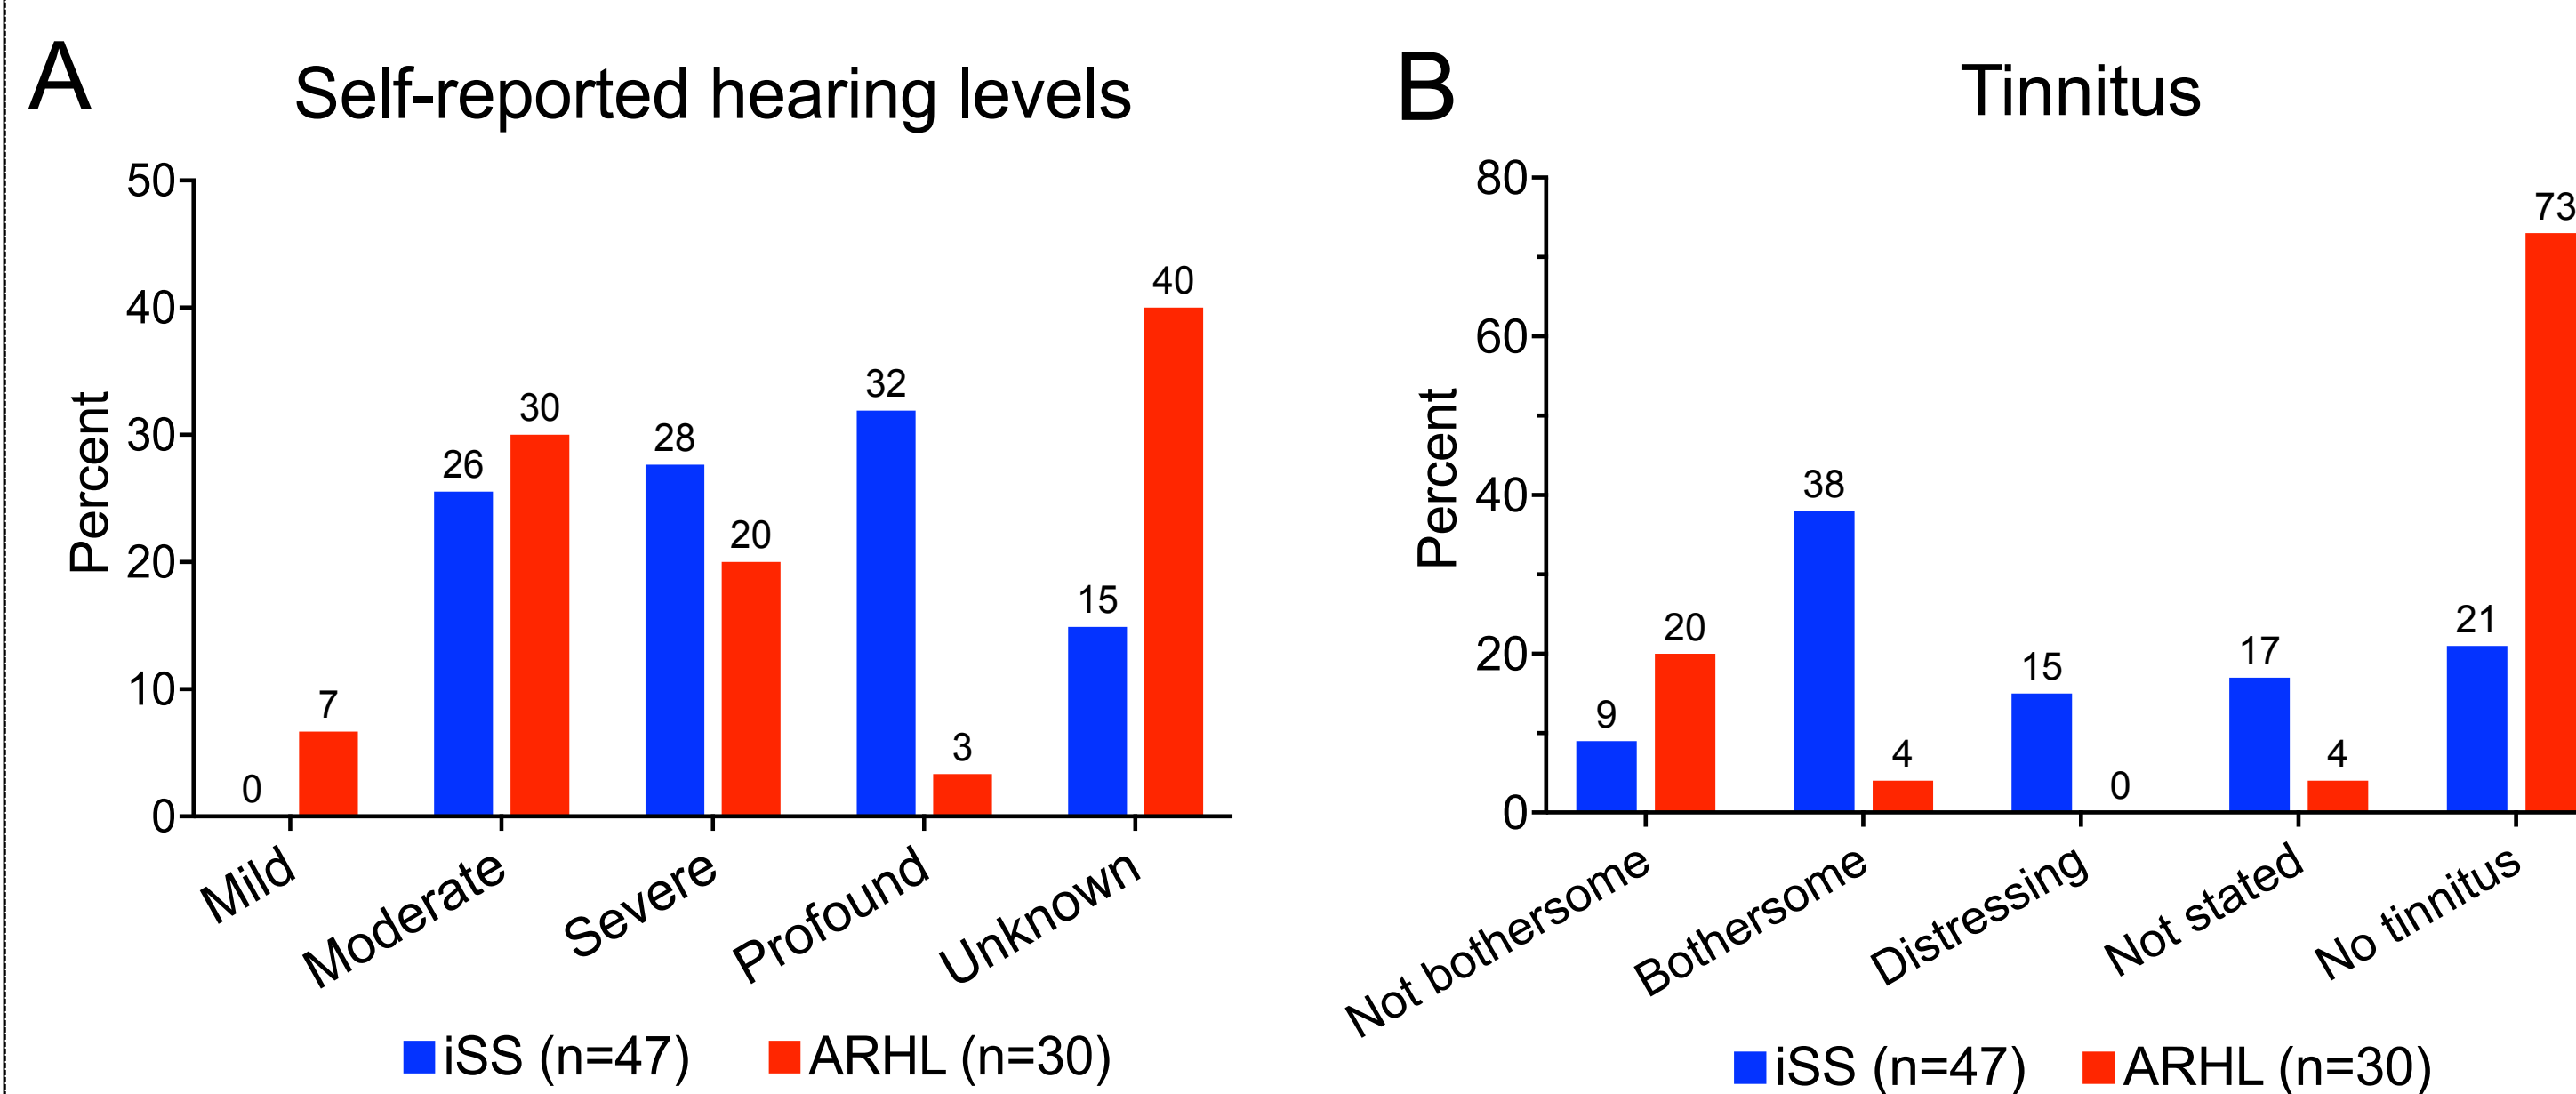 A
Self-reported hearing levels
Percent
50
40
30
20
10
0
0
7
26
30
28
20
32
3
15
40
Mild
Moderate
Severe
Profound
Unknown
iSS (n=47)
ARHL (n=30)
B
Tinnitus
Percent
80
60
40
20
0
9
20
38
4
15
0
17
4
21
73
Not bothersome
Bothersome
Distressing
Not stated
No tinnitus
iSS (n=47)
ARHL (n=30)